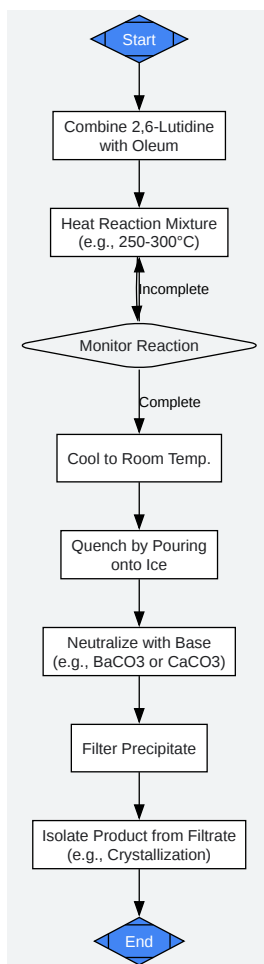 Start
Combine 2,6-Lutidine
with Oleum
Heat Reaction Mixture
(e.g., 250-300°C)
Incomplete
Monitor Reaction
Complete
Cool to Room Temp.
Quench by Pouring
onto Ice
Neutralize with Base
(e.g., BaCO3 or CaCO3)
Filter Precipitate
Isolate Product from Filtrate
(e.g., Crystallization)
End